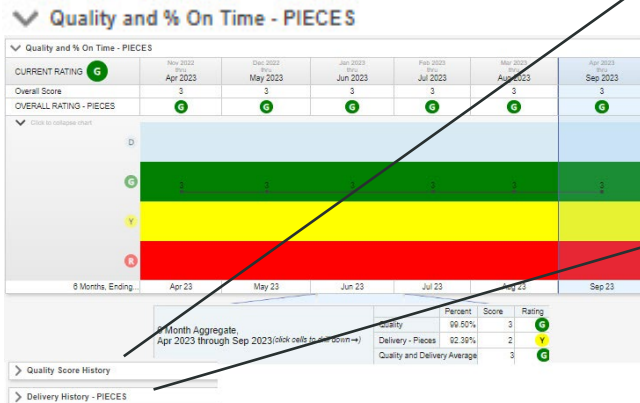 Quality and % On Time - PIECES
Quality and % On Time - PIECES
CURRENT RATING G
Nov 2022 thru Apr 2023
Dec 2022 thru May 2023
Jan 2023 thru Jun 2023
Feb 2023 thru Jul 2023
Mar 2023 thru Aug 2023
Apr 2023 thru Sep 2023
Overall Score 3 3 3 3 3 3
OVERALL RATING - PIECES G G G G G G
Click to collapse chart
D
G 3 3 3 3 3 3
Y
R
6 Months, Ending... Apr 23 May 23 Jun 23 Jul 23 Aug 23 Sep 23
Percent Score Rating
6 Month Aggregate,
Apr 2023 through Sep 2023 (click cells to drill down→)
Quality 99.50% 3 G
Delivery - Pieces 92.39% 2 Y
Quality and Delivery Average 3 G
Quality Score History
Delivery History - PIECES